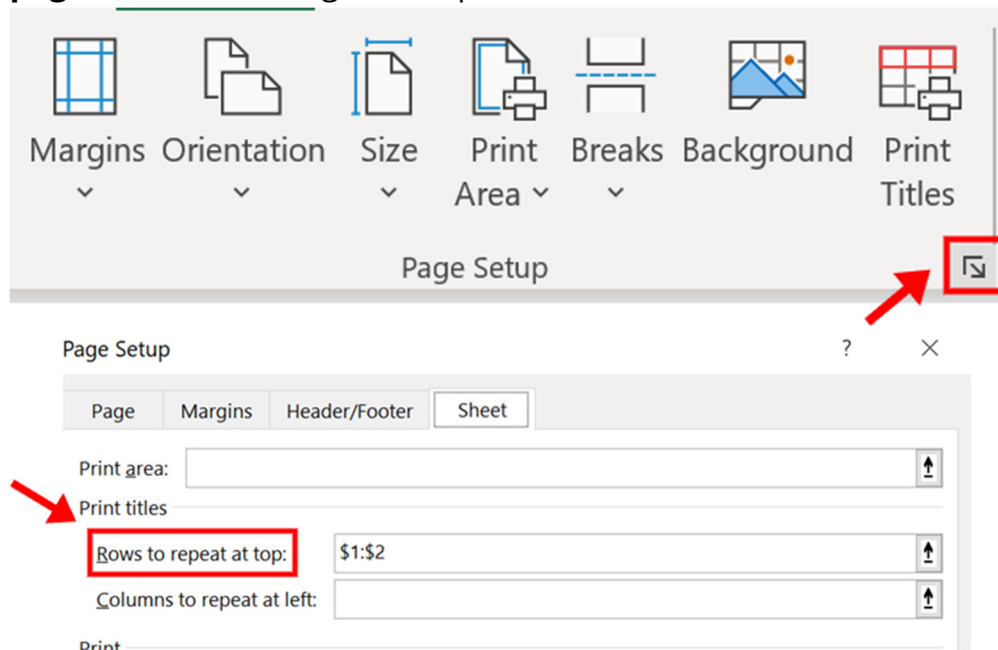 Margins Orientation Size Print Breaks Background Print
Area Titles
Page Setup
Page Setup ? ×
Page Margins Header/Footer Sheet
Print area:
Print titles
Rows to repeat at top: $1:$2
Columns to repeat at left:
Print